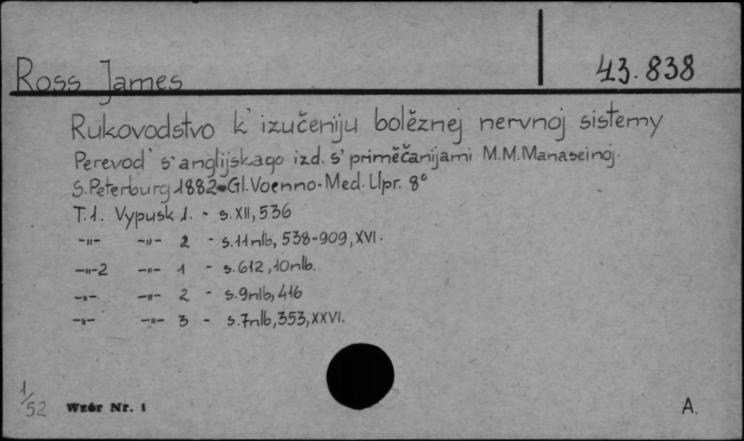 Ross James
43.838
Rukovodstvo k' izučeniju bolěznej nervnoj sistemy
Perevod' s' anglijskago izd. s' priměčanijami M.M.Manaseinoj.
S.Peterburg 1882. Gl.Voenno-Med. Upr. 8°
T.1. Vypusk 1. - s.XII,536
-"- -"- 2 - s.11nlb, 538-909,XVI.
-"-2 -"- 1 - s.612,10nlb.
-"- -"- 2 - s.9nlb,416
-"- -"- 3 - s.7nlb,353,XXVI.
1/52
Wzór Nr. 1
A.